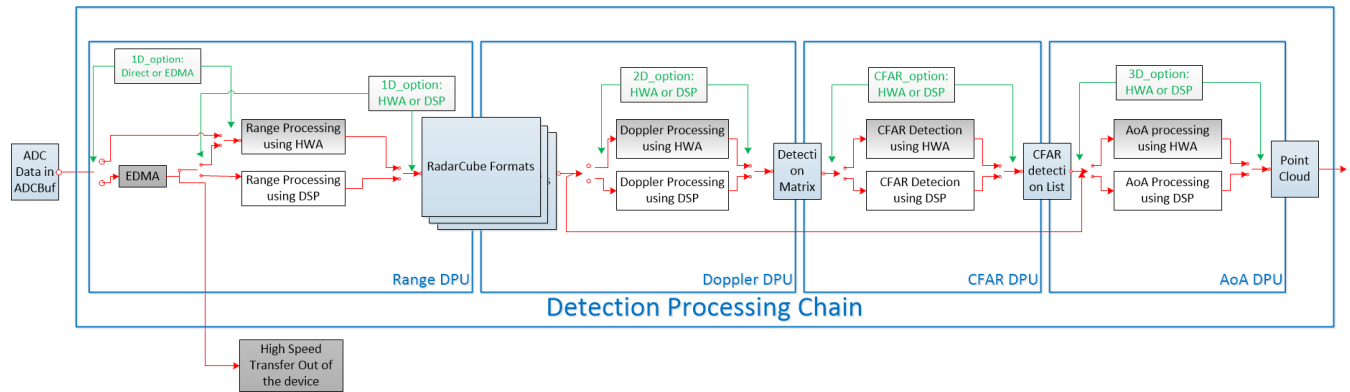 1D_option:
Direct or EDMA
1D_option:
HWA or DSP
2D_option:
HWA or DSP
CFAR_option:
HWA or DSP
3D_option:
HWA or DSP
ADC
Data in
ADCBuf
EDMA
Range Processing
using HWA
Range Processing
using DSP
RadarCube Formats
s
Doppler Processing
using HWA
Doppler Processing
using DSP
Detecti
on
Matrix
CFAR Detection
using HWA
CFAR Detecion
using DSP
CFAR
detecti
on List
AoA processing
using HWA
AoA Processing
using DSP
Point
Cloud
Range DPU
Doppler DPU
CFAR DPU
AoA DPU
Detection Processing Chain
High Speed
Transfer Out of
the device